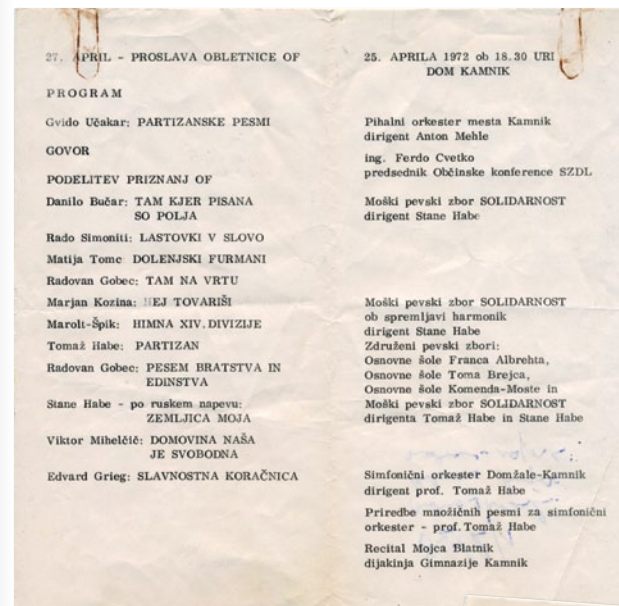 27. APRIL - PROSLAVA OBLETNICE OF
PROGRAM
Gvido Učakar: PARTIZANSKE PESMI
GOVOR
PODELITEV PRIZNANJ OF
Danilo Bučar: TAM KJER PISANA
SO POLJA
Rado Simoniti: LASTOVKI V SLOVO
Matija Tomc DOLENJSKI FURMANI
Radovan Gobec: TAM NA VRTU
Marjan Kozina: HEJ TOVARIŠI
Marolt-Špik: HIMNA XIV. DIVIZIJE
Tomaž Habe: PARTIZAN
Radovan Gobec: PESEM BRATSTVA IN
EDINSTVA
Stane Habe - po ruskem napevu:
ZEMLJICA MOJA
Viktor Mihelčič: DOMOVINA NAŠA
JE SVOBODNA
Edvard Grieg: SLAVNOSTNA KORAČNICA
25. APRILA 1972 ob 18.30 URI
DOM KAMNIK
Pihalni orkester mesta Kamnik
dirigent Anton Mehle
ing. Ferdo Cvetko
predsednik Občinske konference SZDL
Moški pevski zbor SOLIDARNOST
dirigent Stane Habe
Moški pevski zbor SOLIDARNOST
ob spremljavi harmonik
dirigent Stane Habe
Združeni pevski zbori:
Osnovne šole Franca Albrehta,
Osnovne šole Toma Brejca,
Osnovne šole Komenda-Moste in
Moški pevski zbor SOLIDARNOST
dirigenta Tomaž Habe in Stane Habe
Simfonični orkester Domžale-Kamnik
dirigent prof. Tomaž Habe
Priredbe množičnih pesmi za simfonični
orkester - prof. Tomaž Habe
Recital Mojca Blatnik
dijakinja Gimnazije Kamnik